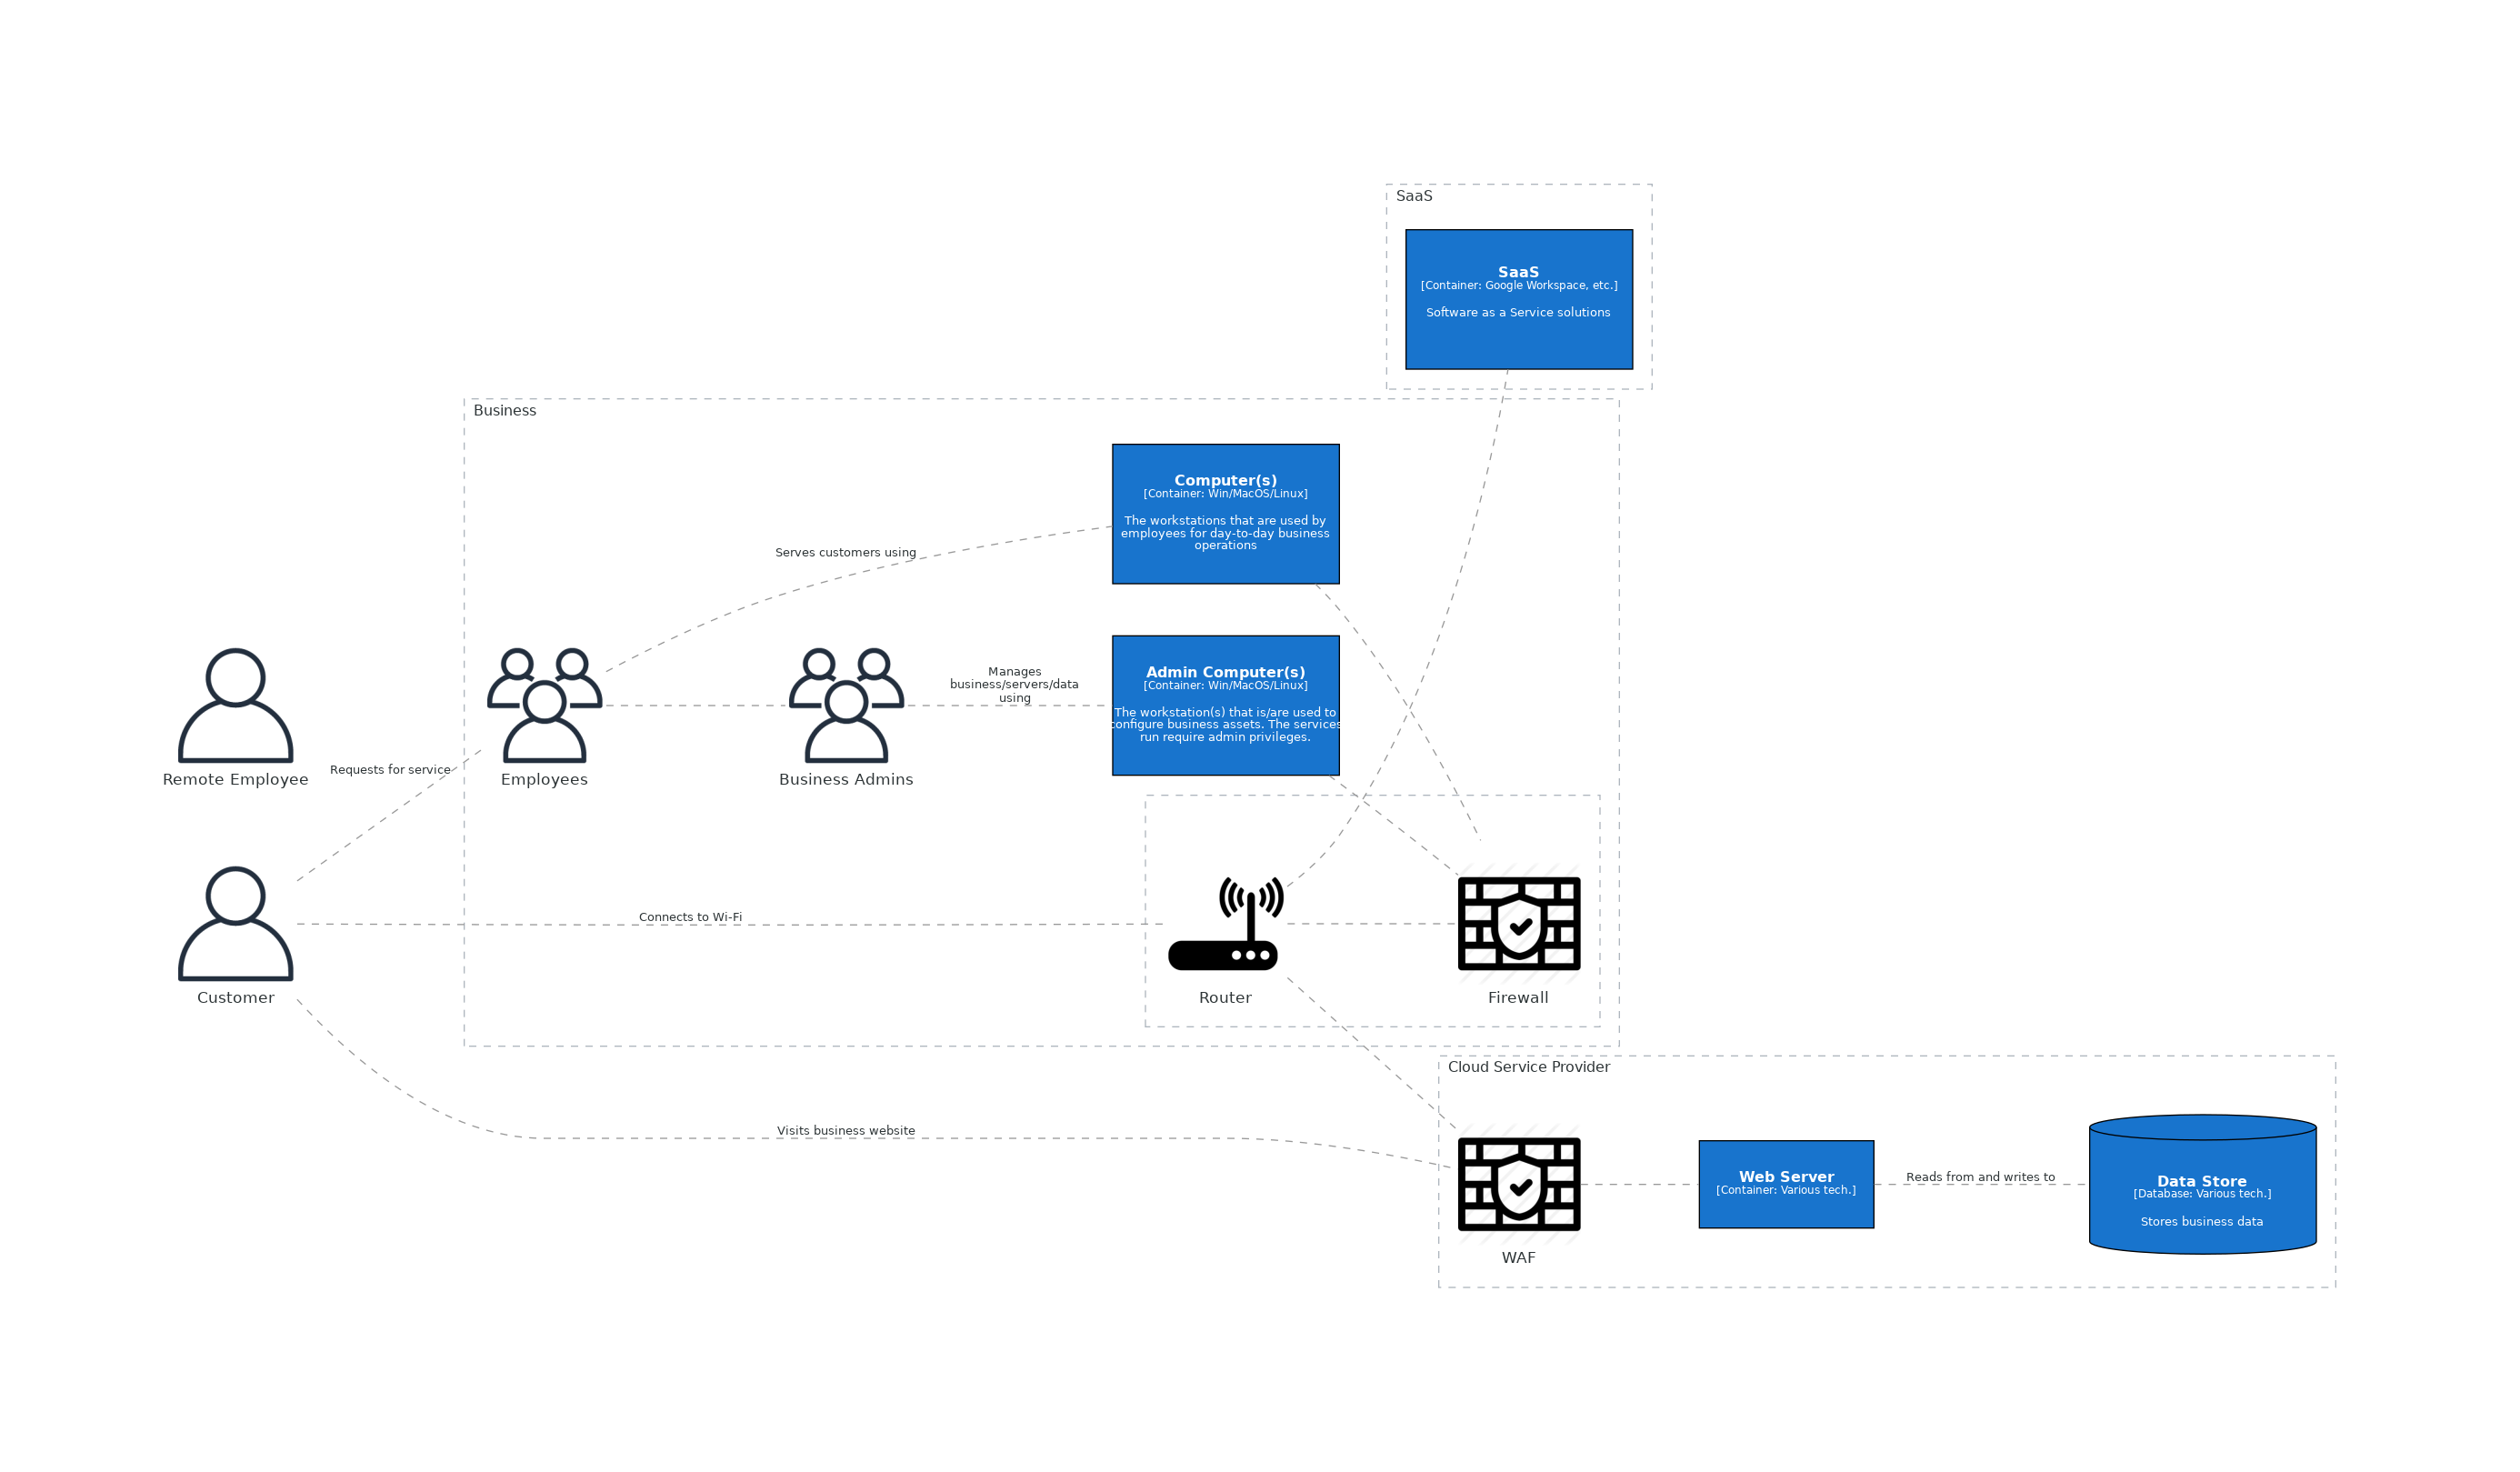 SaaS
SaaS
[Container: Google Workspace, etc.]
Software as a Service solutions
Business
Computer(s)
[Container: Win/MacOS/Linux]
The workstations that are used by
employees for day-to-day business
operations
Serves customers using
Manages
business/servers/data
using
Admin Computer(s)
[Container: Win/MacOS/Linux]
The workstation(s) that is/are used to
configure business assets. The services
run require admin privileges.
Requests for service
Remote Employee
Employees
Business Admins
Connects to Wi-Fi
Customer
Router
Firewall
Cloud Service Provider
Visits business website
Web Server
[Container: Various tech.]
Reads from and writes to
Data Store
[Database: Various tech.]
Stores business data
WAF